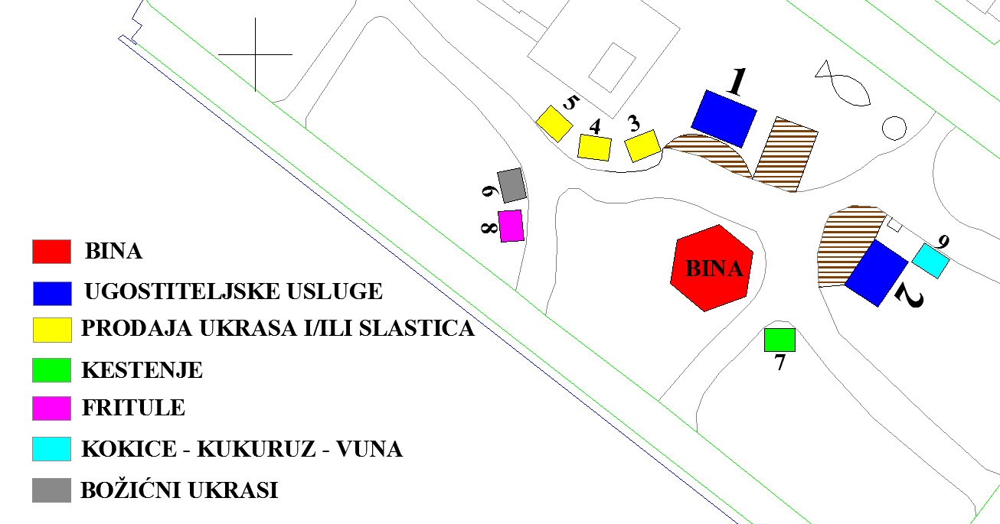 1
5
4
3
9
8
6
2
BINA
7
BINA
UGOSTITELJSKE USLUGE
PRODAJA UKRASA I/ILI SLASTICA
KESTENJE
FRITULE
KOKICE - KUKURUZ - VUNA
BOŽIĆNI UKRASI